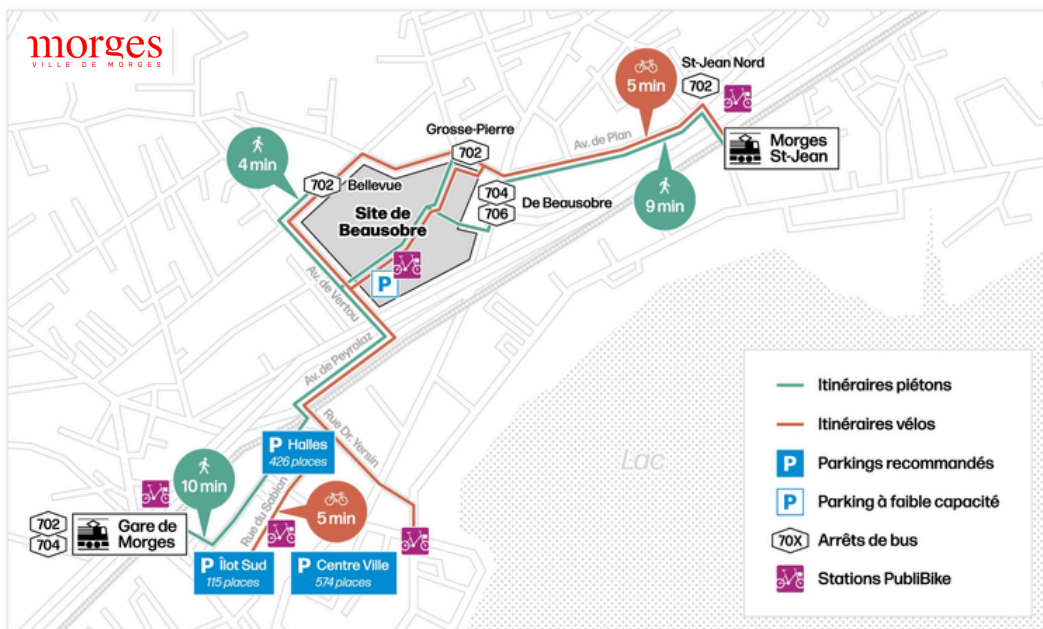 morges
VILLE DE MORGES
St-Jean Nord
702
5 min
Av. de Plan
Morges
St-Jean
Grosse-Pierre
702
4 min
702
Bellevue
704
706
De Beausobre
9 min
Site de
Beausobre
P
Av. de Vertou
Av. de Peyrolaz
Rue Dr. Yersin
P Halles
426 places
10 min
Rue du Sablon
5 min
702
704
Gare de
Morges
P Îlot Sud
115 places
P Centre Ville
574 places
Lac
Itinéraires piétons
Itinéraires vélos
P Parkings recommandés
P Parking à faible capacité
70X Arrêts de bus
Stations PubliBike